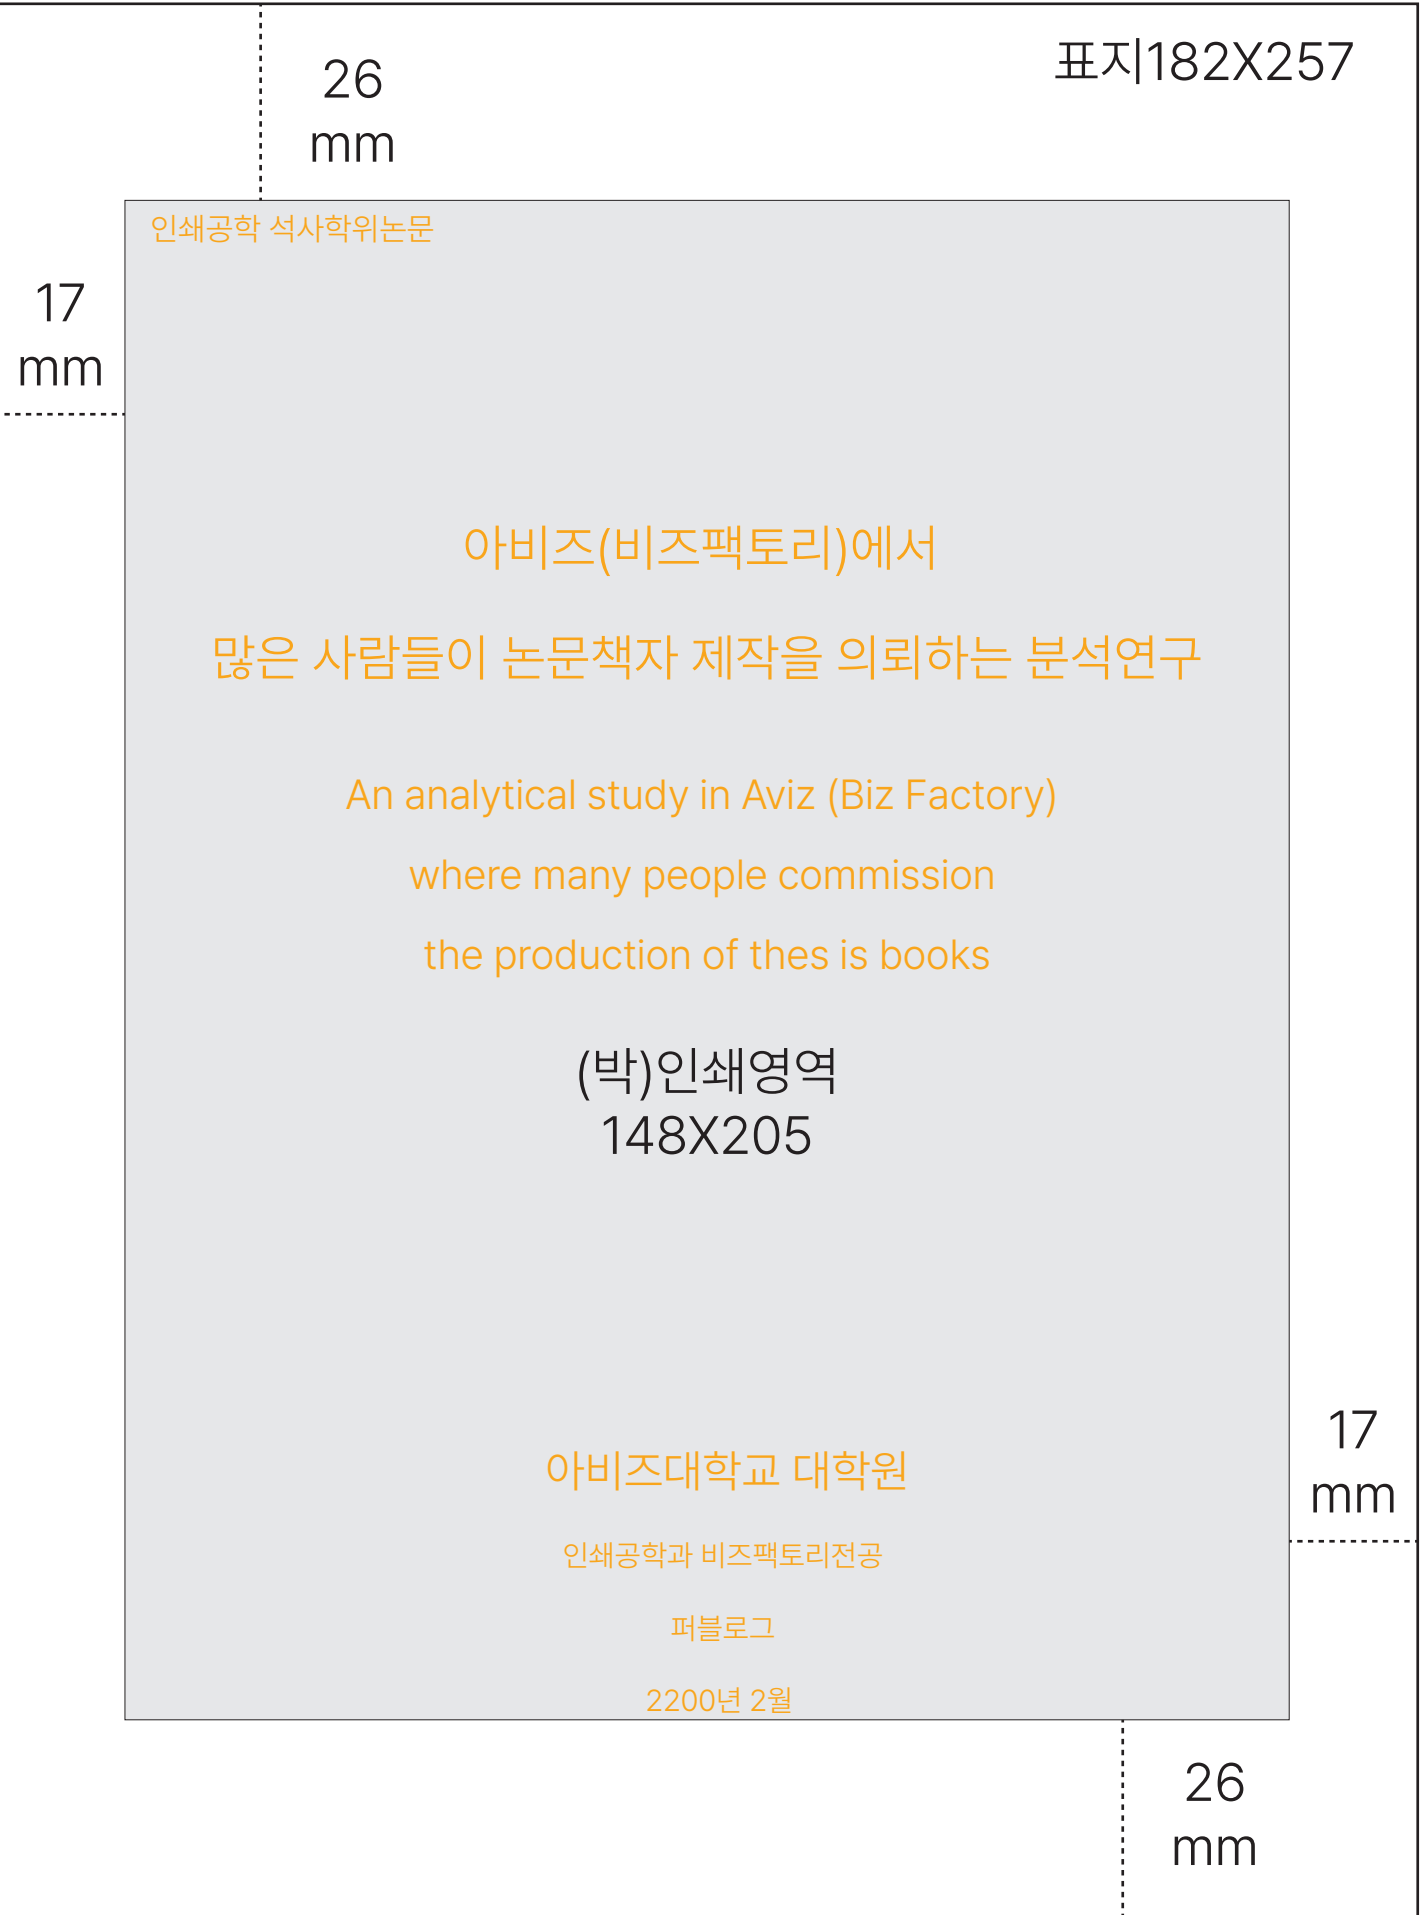 표지182X257
26
mm
인쇄공학 석사학위논문
17
mm
아비즈(비즈팩토리)에서
많은 사람들이 논문책자 제작을 의뢰하는 분석연구
An analytical study in Aviz (Biz Factory)
where many people commission
the production of thes is books
(박)인쇄영역
148X205
17
mm
아비즈대학교 대학원
인쇄공학과 비즈팩토리전공
퍼블로그
2200년 2월
26
mm